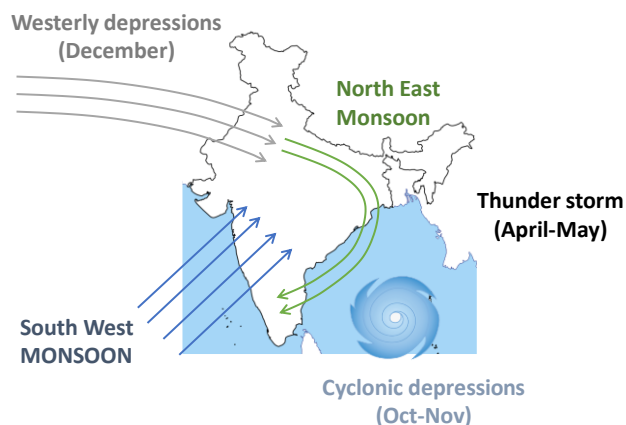 Westerly depressions
(December)
North East
Monsoon
Thunder storm
(April-May)
South West
MONSOON
Cyclonic depressions
(Oct-Nov)